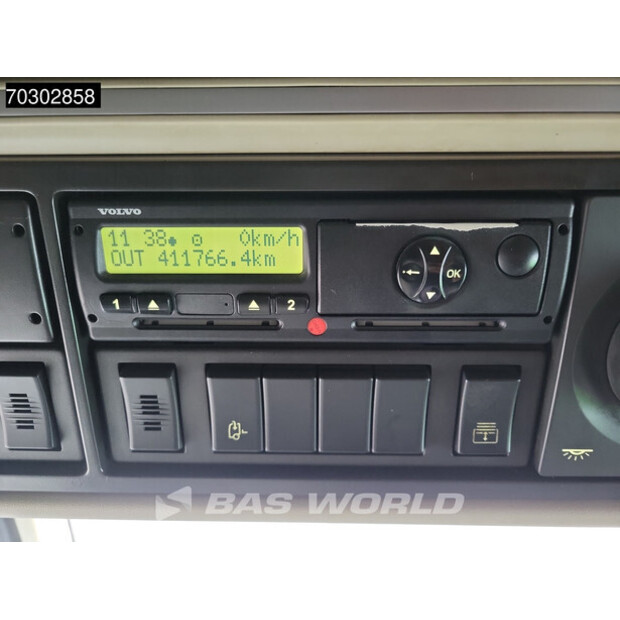 70302858
VOLVO
11 38 0km/h
OUT 411766.4km
1 2
OK
BAS WORLD